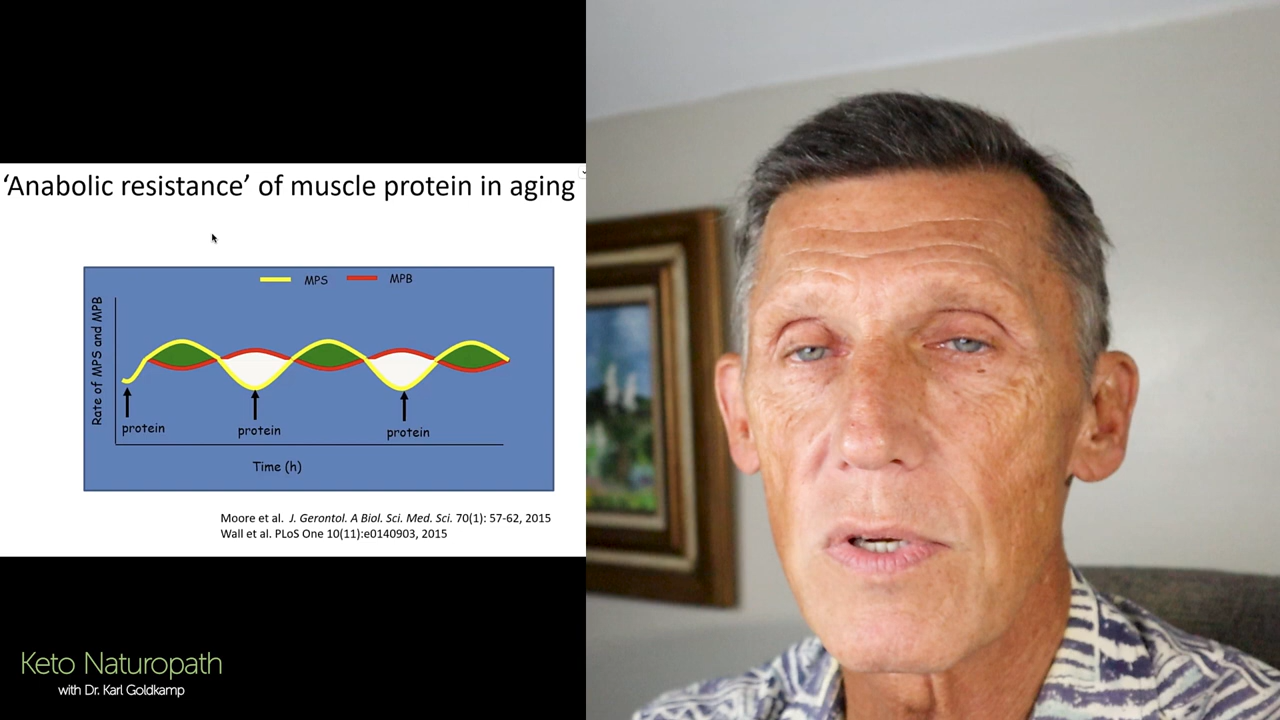 ‘Anabolic resistance’ of muscle protein in aging
MPS MPB
Rate of MPS and MPB
protein protein protein
Time (h)
Moore et al. J. Gerontol. A Biol. Sci. Med. Sci. 70(1): 57-62, 2015
Wall et al. PLoS One 10(11):e0140903, 2015
Keto Naturopath
with Dr. Karl Goldkamp